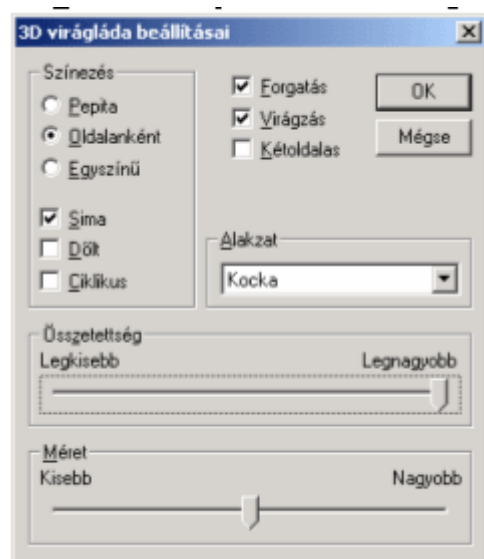 3D virágláda beállításai
Színezés
Pepita
Oldalanként
Egyszínű
Sima
Dőlt
Ciklikus
Forgatás
Virágzás
Kétoldalas
OK
Mégse
Alakzat
Kocka
Összetettség
Legkisebb Legnagyobb
Méret
Kisebb Nagyobb